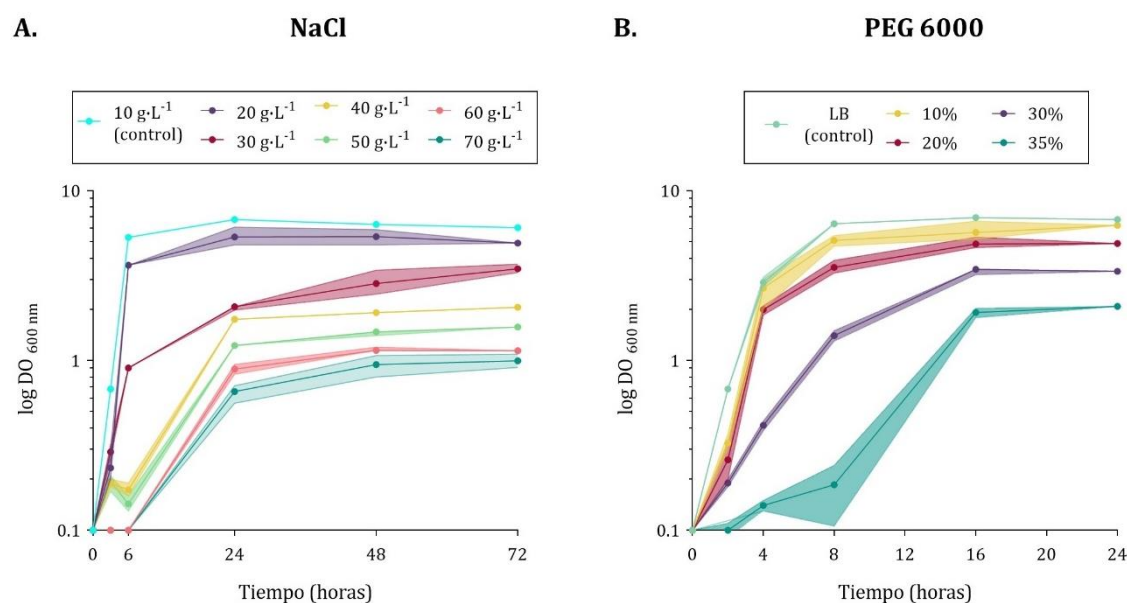 A.
NaCl
10 g·L⁻¹
(control)
20 g·L⁻¹
40 g·L⁻¹
60 g·L⁻¹
30 g·L⁻¹
50 g·L⁻¹
70 g·L⁻¹
log DO 600 nm
10
1
0.1
0
6
24
48
72
Tiempo (horas)
B.
PEG 6000
LB
(control)
10%
30%
20%
35%
log DO 600 nm
10
1
0.1
0
4
8
12
16
20
24
Tiempo (horas)